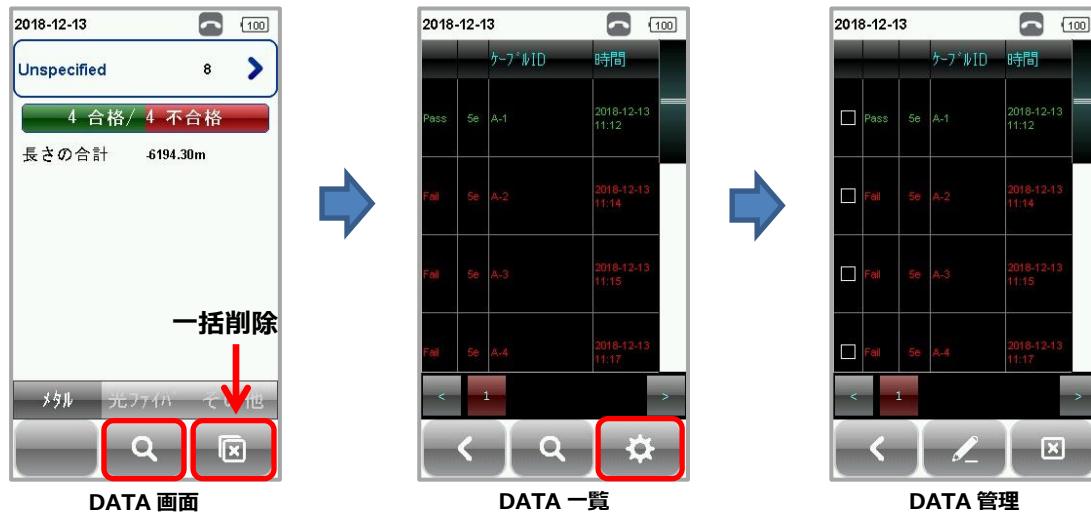 2018-12-13 100
Unspecified 8
4 合格/ 4 不合格
長さの合計 -6194.30m
一括削除
メタル 光ファイバ その他
DATA 画面
2018-12-13 100
ケーブルID 時間
Pass 5e A-1 2018-12-13
11:12
Fail 5e A-2 2018-12-13
11:14
Fail 5e A-3 2018-12-13
11:15
Fail 5e A-4 2018-12-13
11:17
< 1 >
DATA 一覧
2018-12-13 100
ケーブルID 時間
Pass 5e A-1 2018-12-13
11:12
Fail 5e A-2 2018-12-13
11:14
Fail 5e A-3 2018-12-13
11:15
Fail 5e A-4 2018-12-13
11:17
< 1 >
DATA 管理